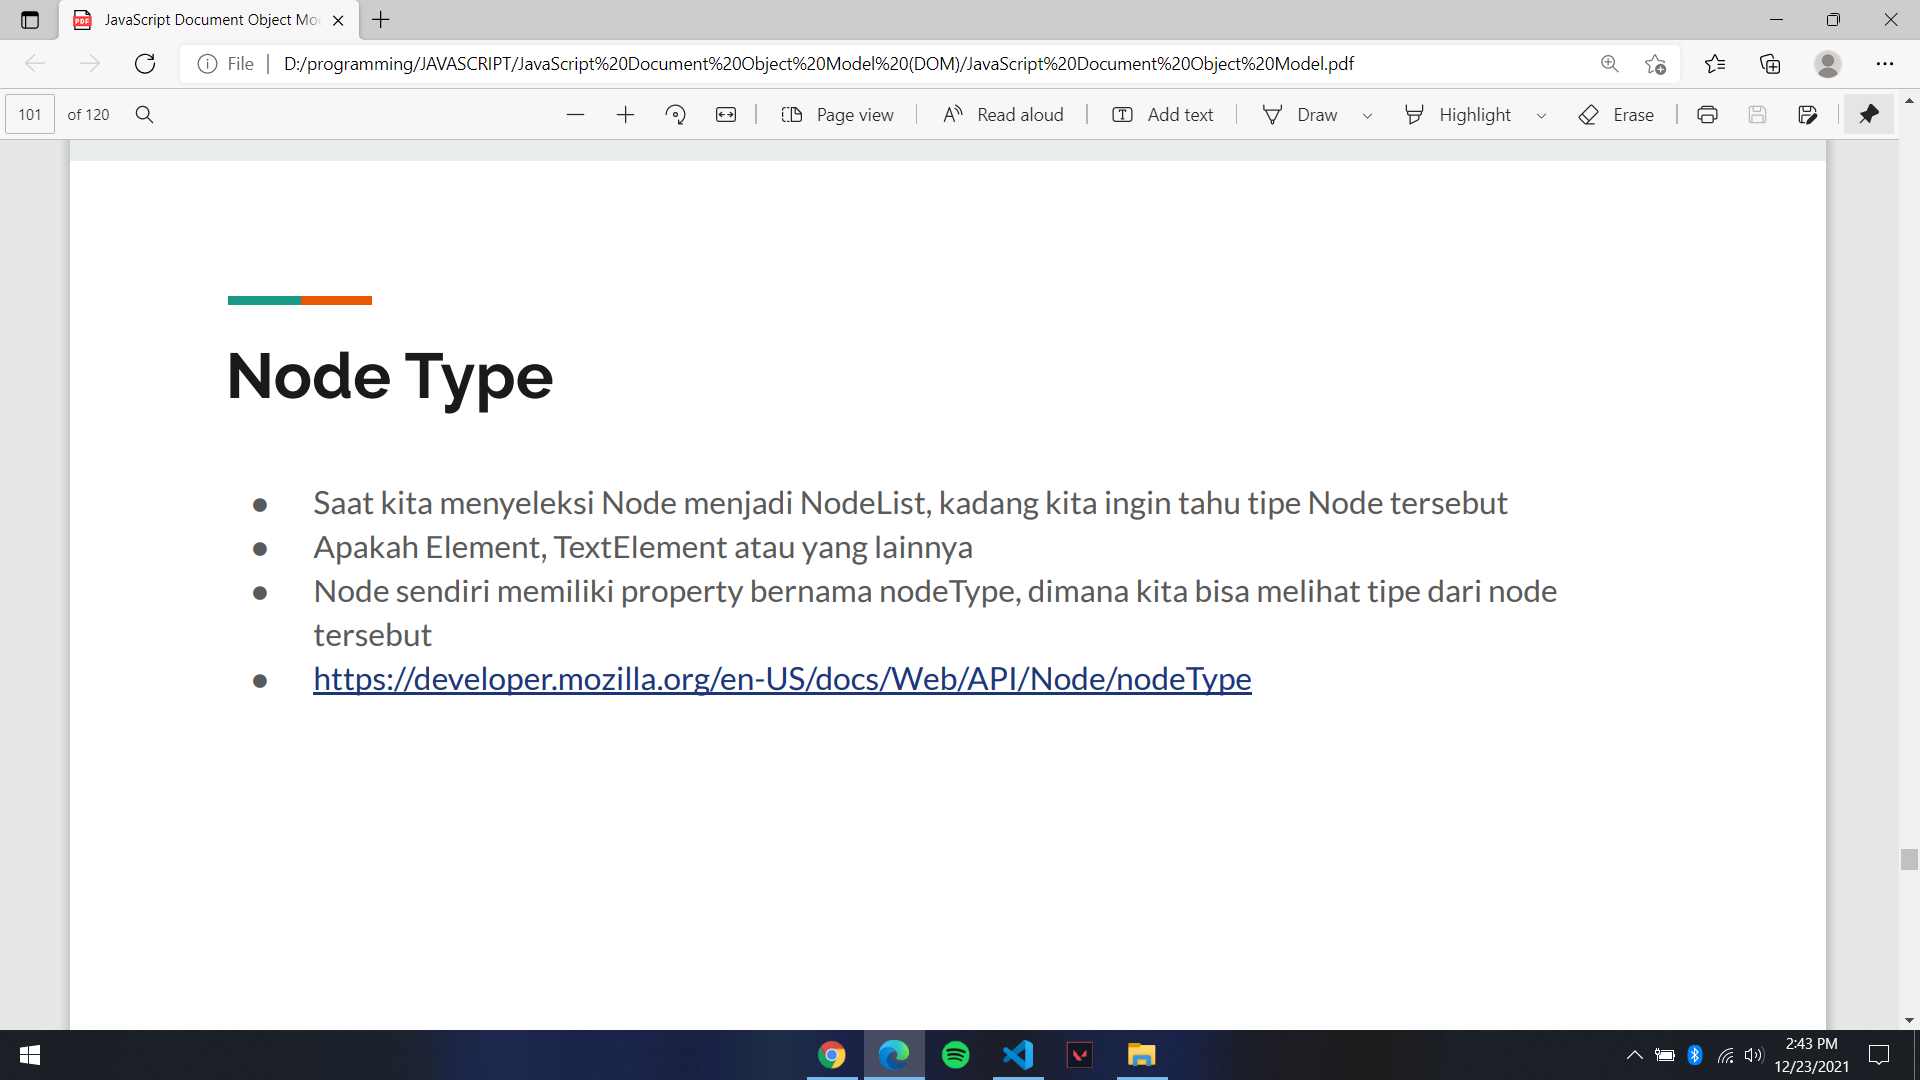 JavaScript Document Object Mo
File
D:/programming/JAVASCRIPT/JavaScript%20Document%20Object%20Model%20(DOM)/JavaScript%20Document%20Object%20Model.pdf
101 of 120
Page view
Read aloud
Add text
Draw
Highlight
Erase
Node Type
● Saat kita menyeleksi Node menjadi NodeList, kadang kita ingin tahu tipe Node tersebut
● Apakah Element, TextElement atau yang lainnya
● Node sendiri memiliki property bernama nodeType, dimana kita bisa melihat tipe dari node
tersebut
● https://developer.mozilla.org/en-US/docs/Web/API/Node/nodeType
2:43 PM
12/23/2021